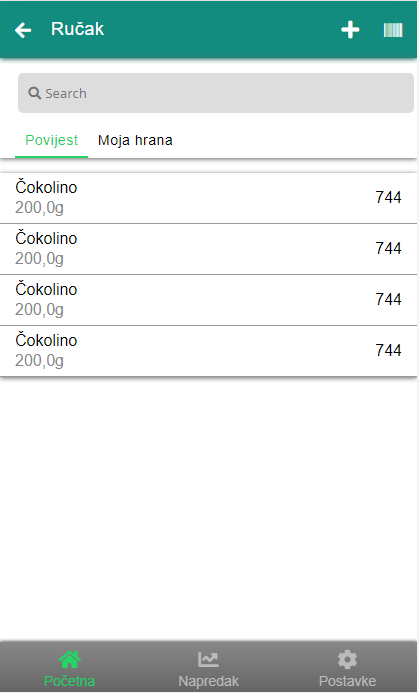 Ručak
Search
Povijest Moja hrana
Čokolino 744
200,0g
Čokolino 744
200,0g
Čokolino 744
200,0g
Čokolino 744
200,0g
Početna Napredak Postavke